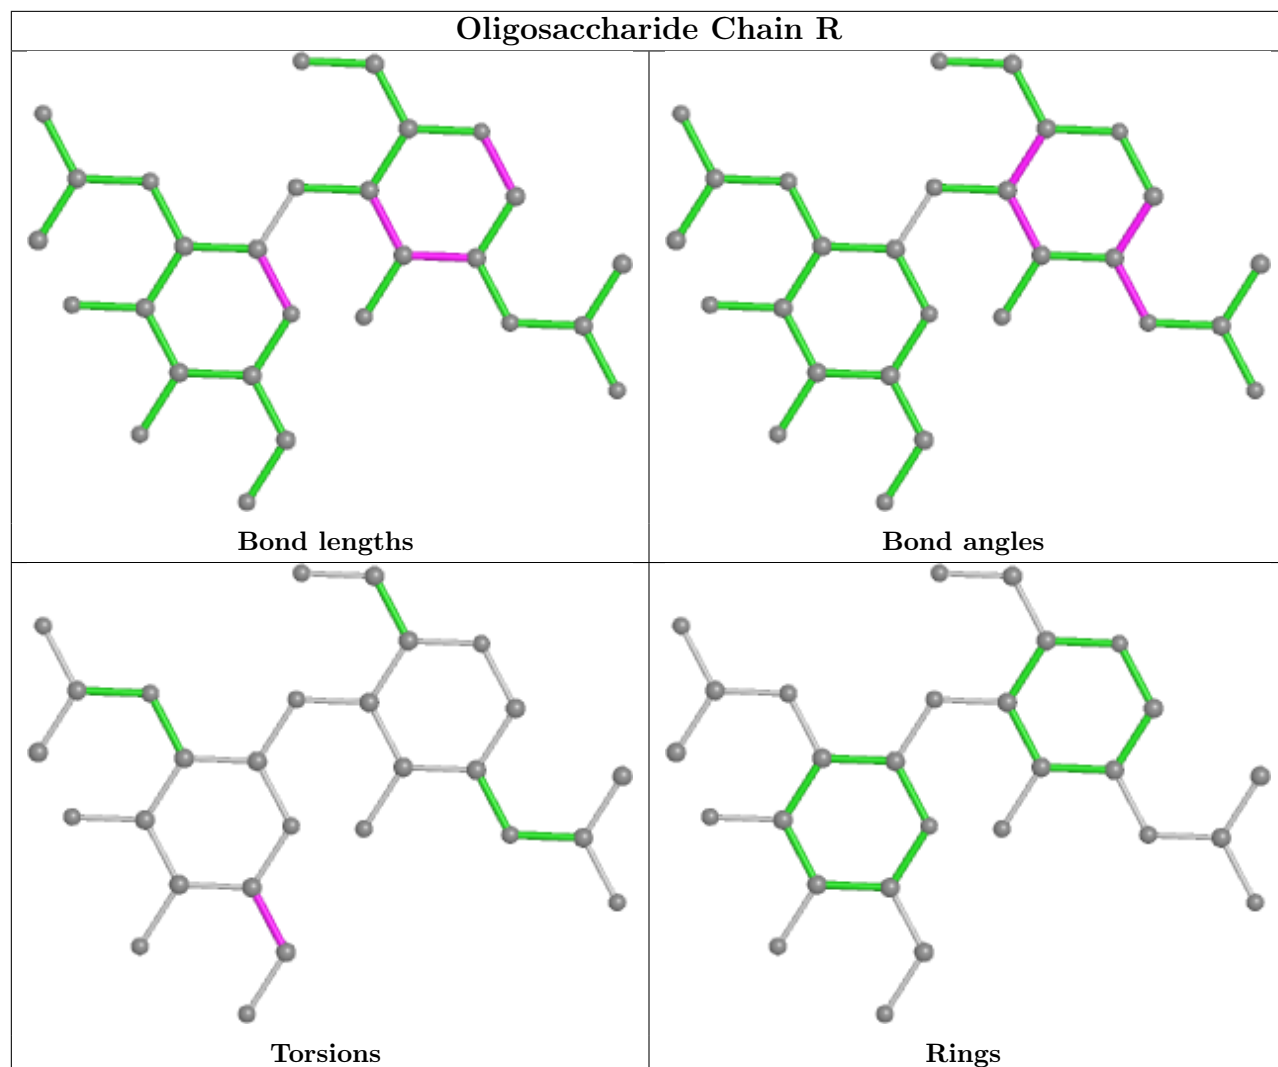 Oligosaccharide Chain R
Bond lengths
Bond angles
Torsions
Rings